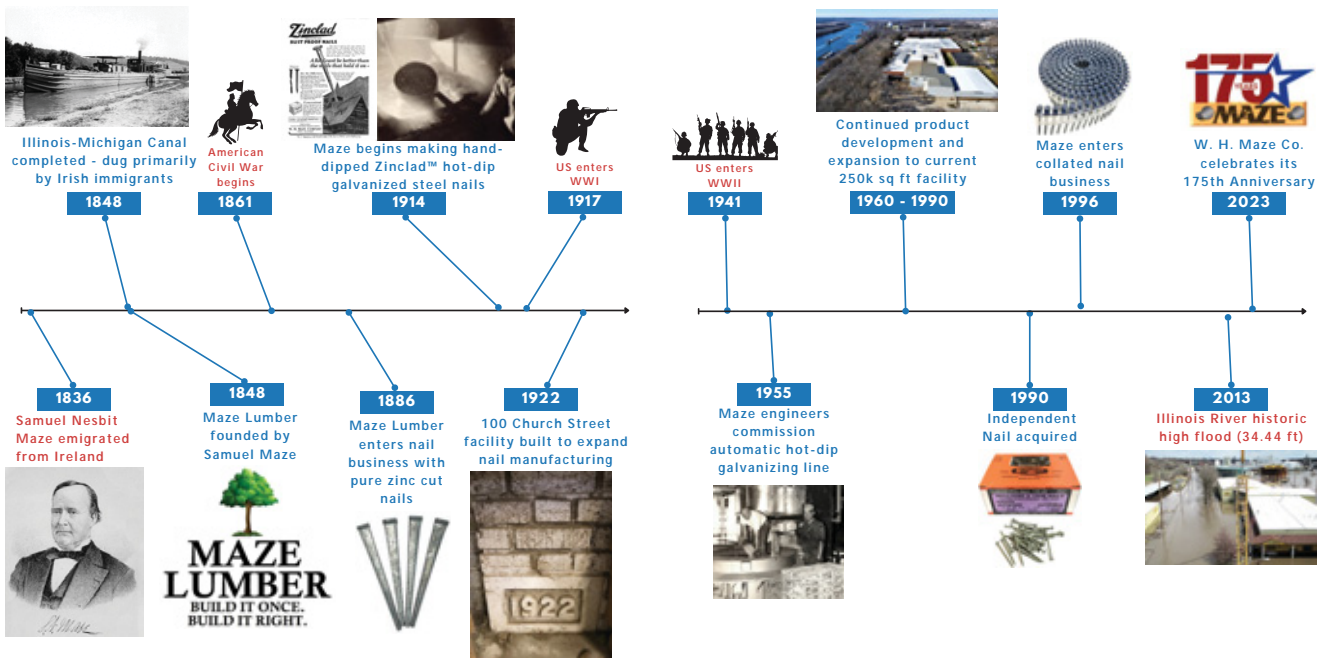 Illinois-Michigan Canal
completed - dug primarily
by Irish immigrants
1848
American
Civil War
begins
1861
Zinclad
Maze begins making hand-
dipped Zinclad™ hot-dip
galvanized steel nails
1914
US enters
WWI
1917
US enters
WWII
1941
Continued product
development and
expansion to current
250k sq ft facility
1960 - 1990
Maze enters
collated nail
business
1996
175
YEARS
MAZE
W. H. Maze Co.
celebrates its
175th Anniversary
2023
1836
Samuel Nesbit
Maze emigrated
from Ireland
1848
Maze Lumber
founded by
Samuel Maze
MAZE
LUMBER
BUILD IT ONCE.
BUILD IT RIGHT.
1886
Maze Lumber
enters nail
business with
pure zinc cut
nails
1922
100 Church Street
facility built to expand
nail manufacturing
1922
1955
Maze engineers
commission
automatic hot-dip
galvanizing line
1990
Independent
Nail acquired
2013
Illinois River historic
high flood (34.44 ft)